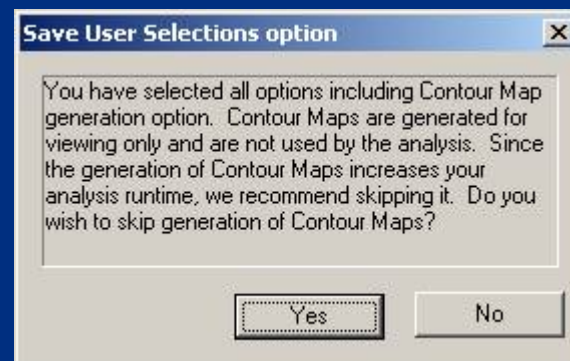 Save User Selections option
You have selected all options including Contour Map
generation option. Contour Maps are generated for
viewing only and are not used by the analysis. Since
the generation of Contour Maps increases your
analysis runtime, we recommend skipping it. Do you
wish to skip generation of Contour Maps?
Yes
No